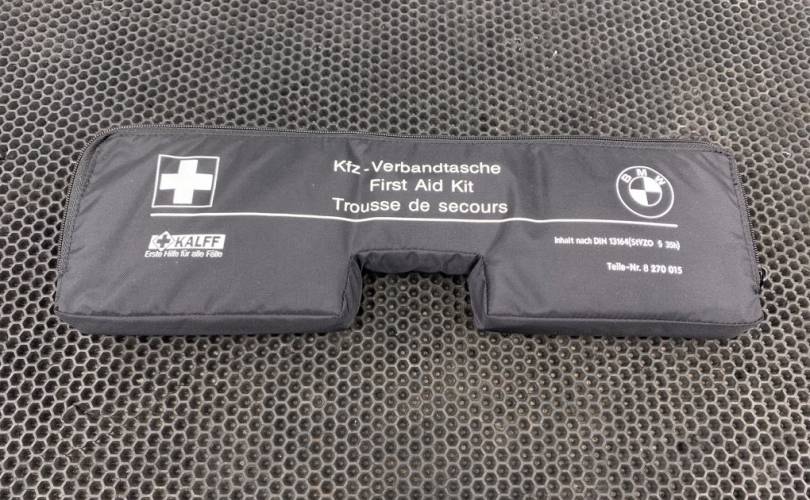 Kfz-Verbandtasche
First Aid Kit
Trousse de secours
BMW
KALFF
Erste Hilfe für alle Fälle
Inhalt nach DIN 13164(StVZO § 35h)
Teile-Nr. 8 270 015